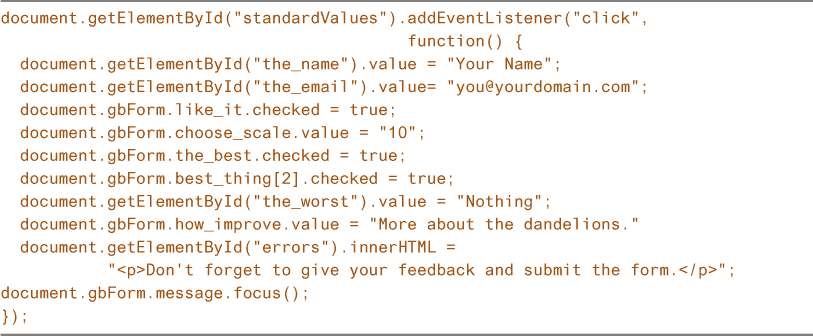 document.getElementById("standardValues").addEventListener("click",
                                          function() {
  document.getElementById("the_name").value = "Your Name";
  document.getElementById("the_email").value= "you@yourdomain.com";
  document.gbForm.like_it.checked = true;
  document.gbForm.choose_scale.value = "10";
  document.gbForm.the_best.checked = true;
  document.gbForm.best_thing[2].checked = true;
  document.getElementById("the_worst").value = "Nothing";
  document.gbForm.how_improve.value = "More about the dandelions."
  document.getElementById("errors").innerHTML =
           "<p>Don't forget to give your feedback and submit the form.</p>";
document.gbForm.message.focus();
});